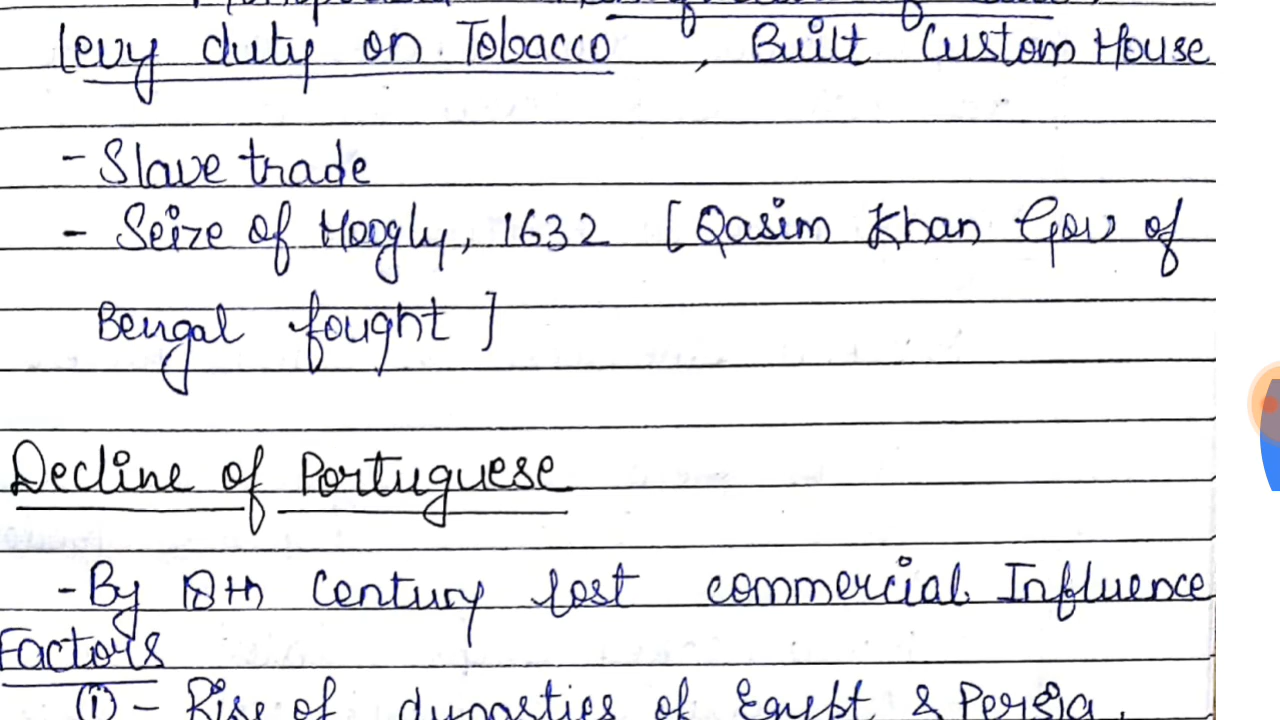 levy duty on Tobacco, Built Custom House
- Slave trade
- Seize of Hoogly, 1632 [Qasim Khan Gov of
Bengal fought]
Decline of Portuguese
- By 18th Century lost commercial Influence
Factors
(i) - Rise of dynasties of Egypt & Persia.